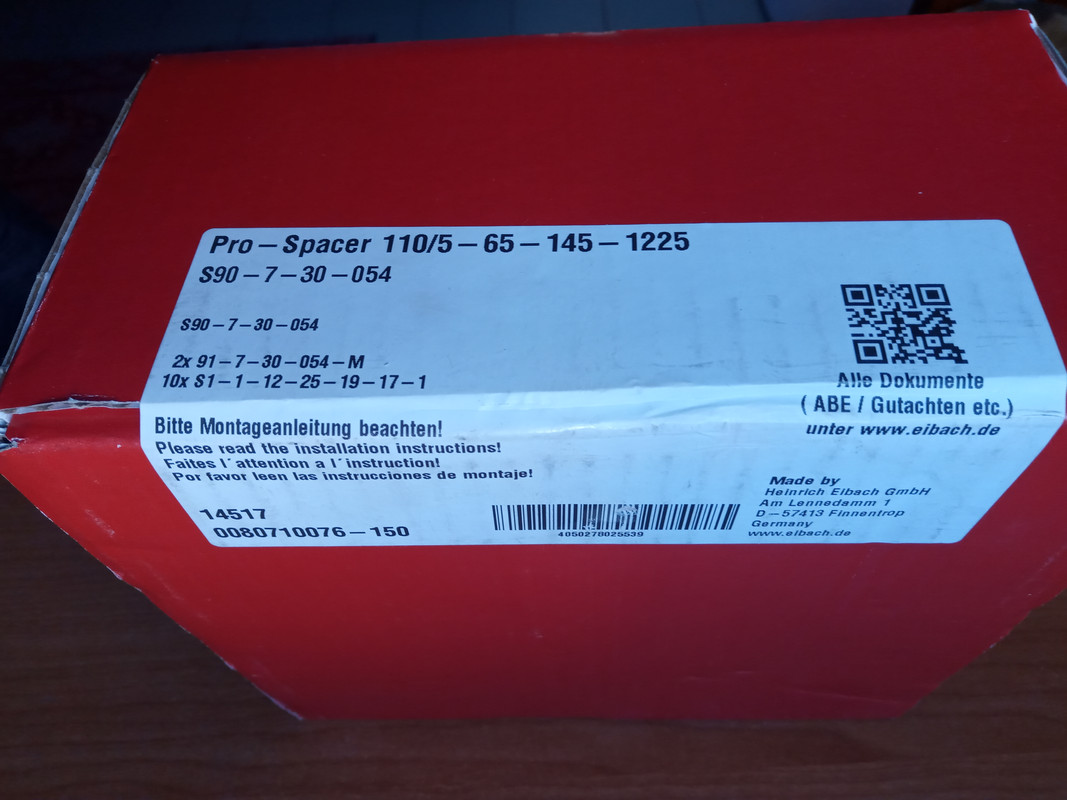 Pro-Spacer 110/5-65-145-1225
S90-7-30-054
S90-7-30-054
2x 91-7-30-054-M
10x S1-1-12-25-19-17-1
Alle Dokumente
( ABE / Gutachten etc.)
unter www.eibach.de
Bitte Montageanleitung beachten!
Please read the installation instructions!
Faites l´attention a l´instruction!
Por favor leen las instrucciones de montaje!
14517
0080710076-150
4050278025539
Made by
Heinrich Eibach GmbH
Am Lennedamm 1
D-57413 Finnentrop
Germany
www.eibach.de